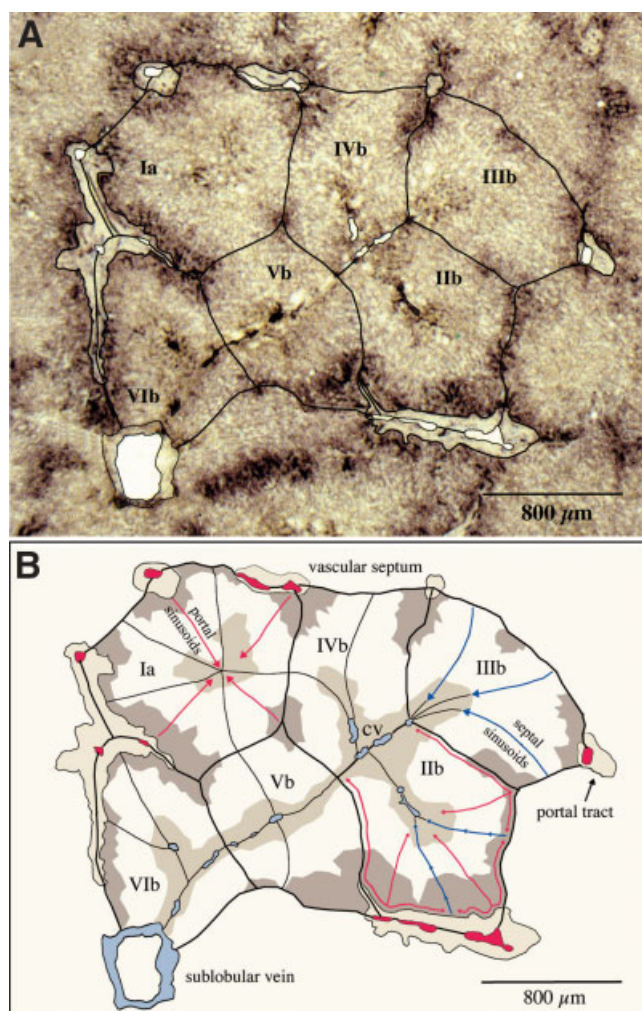 A
Ia
IVb
IIIb
Vb
IIb
VIb
800 µm
B
vascular septum
portal
sinusoids
Ia
IVb
IIIb
septal
sinusoids
cv
Vb
IIb
portal tract
VIb
sublobular vein
800 µm